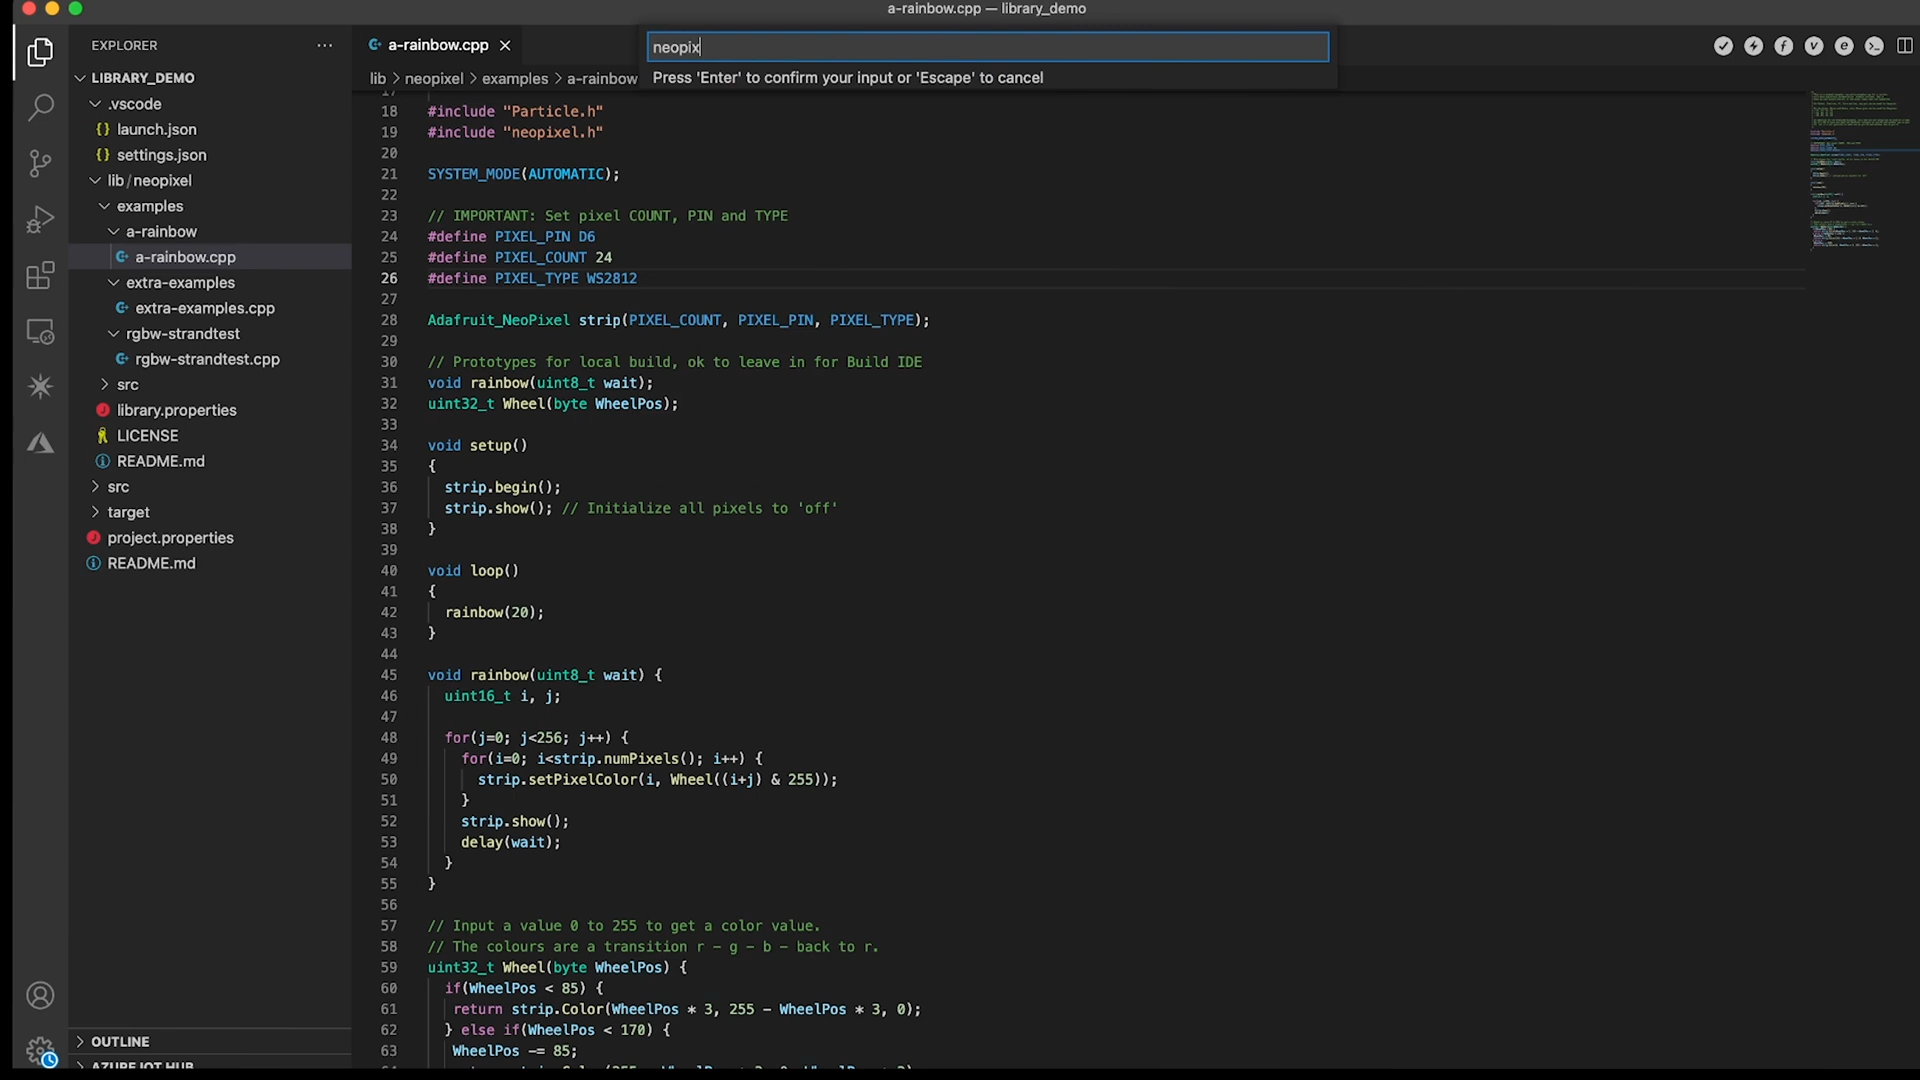 a-rainbow.cpp — library_demo
EXPLORER
a-rainbow.cpp
neopix
Press 'Enter' to confirm your input or 'Escape' to cancel
lib > neopixel > examples > a-rainbow
LIBRARY_DEMO
.vscode
launch.json
settings.json
lib/neopixel
examples
a-rainbow
a-rainbow.cpp
extra-examples
extra-examples.cpp
rgbw-strandtest
rgbw-strandtest.cpp
src
library.properties
LICENSE
README.md
src
target
project.properties
README.md
OUTLINE
AZURE IOT HUB
17
18 #include "Particle.h"
19 #include "neopixel.h"
20
21 SYSTEM_MODE(AUTOMATIC);
22
23 // IMPORTANT: Set pixel COUNT, PIN and TYPE
24 #define PIXEL_PIN D6
25 #define PIXEL_COUNT 24
26 #define PIXEL_TYPE WS2812
27
28 Adafruit_NeoPixel strip(PIXEL_COUNT, PIXEL_PIN, PIXEL_TYPE);
29
30 // Prototypes for local build, ok to leave in for Build IDE
31 void rainbow(uint8_t wait);
32 uint32_t Wheel(byte WheelPos);
33
34 void setup()
35 {
36 strip.begin();
37 strip.show(); // Initialize all pixels to 'off'
38 }
39
40 void loop()
41 {
42 rainbow(20);
43 }
44
45 void rainbow(uint8_t wait) {
46 uint16_t i, j;
47
48 for(j=0; j<256; j++) {
49 for(i=0; i<strip.numPixels(); i++) {
50 strip.setPixelColor(i, Wheel((i+j) & 255));
51 }
52 strip.show();
53 delay(wait);
54 }
55 }
56
57 // Input a value 0 to 255 to get a color value.
58 // The colours are a transition r - g - b - back to r.
59 uint32_t Wheel(byte WheelPos) {
60 if(WheelPos < 85) {
61 return strip.Color(WheelPos * 3, 255 - WheelPos * 3, 0);
62 } else if(WheelPos < 170) {
63 WheelPos -= 85;